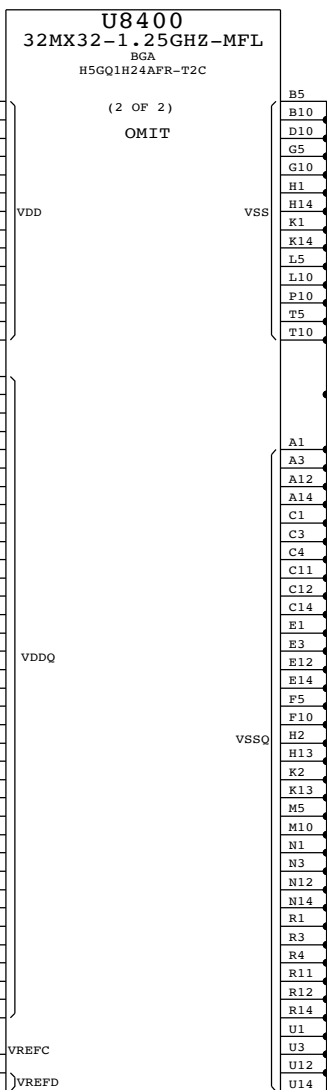 U8400
32MX32-1.25GHZ-MFL
BGA
H5GQ1H24AFR-T2C
(2 OF 2)
OMIT
B5
B10
D10
G5
G10
H1
VDD
VSS
H14
K1
K14
L5
L10
P10
T5
T10
A1
A3
A12
A14
C1
C3
C4
C11
C12
C14
E1
E3
VDDQ
E12
E14
F5
F10
VSSQ
H2
H13
K2
K13
M5
M10
N1
N3
N12
N14
R1
R3
R4
R11
R12
R14
U1
VREFC
U3
U12
VREFD
U14